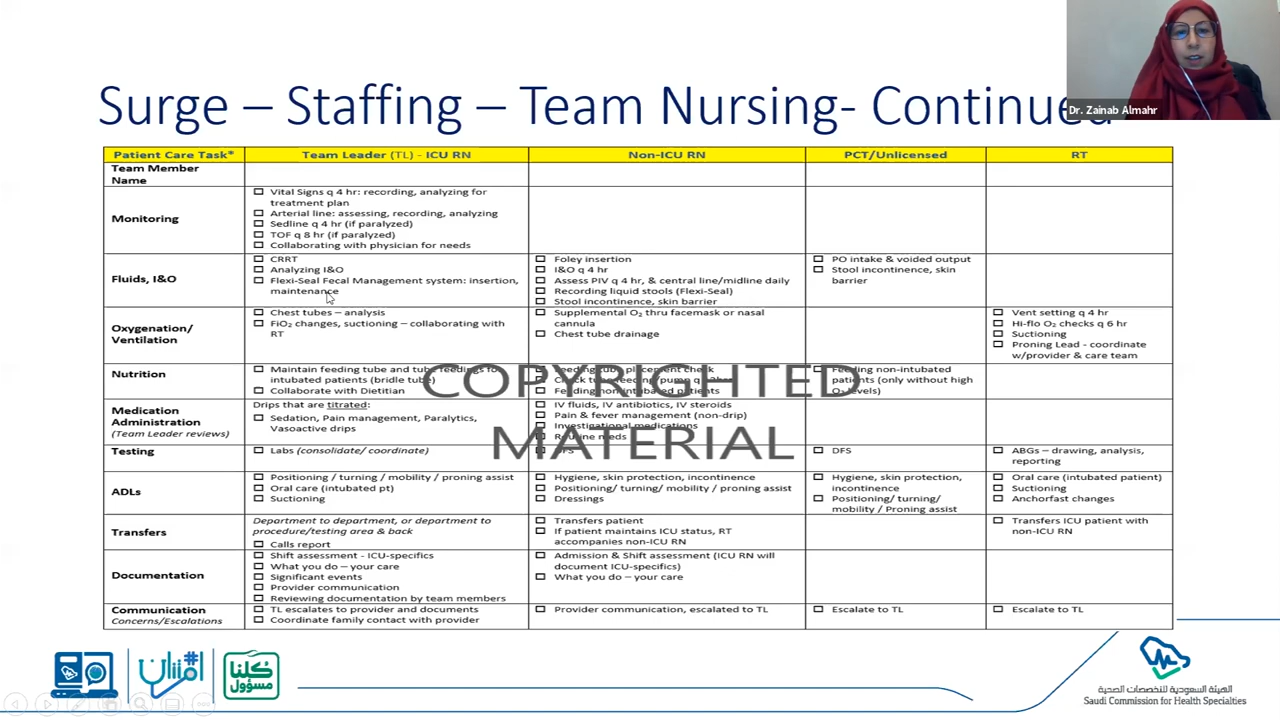 Surge – Staffing – Team Nursing- Continued
Dr. Zainab Almahr
Patient Care Task*
Team Leader (TL) - ICU RN
Non-ICU RN
PCT/Unlicensed
RT
Team Member
Name
Monitoring
Vital Signs q 4 hr: recording, analyzing for
treatment plan
Arterial line: assessing, recording, analyzing
Sedline q 4 hr (if paralyzed)
TOF q 8 hr (if paralyzed)
Collaborating with physician for needs
Fluids, I&O
CRRT
Analyzing I&O
Flexi-Seal Fecal Management system: insertion,
maintenance
Foley insertion
I&O q 4 hr
Assess PIV q 4 hr, & central line/midline daily
Recording liquid stools (Flexi-Seal)
Stool incontinence, skin barrier
PO intake & voided output
Stool incontinence, skin
barrier
Oxygenation/
Ventilation
Chest tubes – analysis
FiO₂ changes, suctioning – collaborating with
RT
Supplemental O₂ thru facemask or nasal
cannula
Chest tube drainage
Vent setting q 4 hr
Hi-flo O₂ checks q 6 hr
Suctioning
Proning Lead - coordinate
w/provider & care team
Nutrition
Maintain feeding tube and tube feedings for
intubated patients (bridle tube)
Collaborate with Dietitian
Feeding tube placement check
Check tube feeding/pump q
Feeding non-intubated patients
Feeding non-intubated
patients (only without high
O₂ levels)
COPYRIGHTED
MATERIAL
Medication
Administration
(Team Leader reviews)
Drips that are titrated:
Sedation, Pain management, Paralytics,
Vasoactive drips
IV fluids, IV antibiotics, IV steroids
Pain & fever management (non-drip)
Investigational medications
Routine meds
Testing
Labs (consolidate/ coordinate)
DFS
ABGs – drawing, analysis,
reporting
ADLs
Positioning / turning / mobility / proning assist
Oral care (intubated pt)
Suctioning
Hygiene, skin protection, incontinence
Positioning/ turning/ mobility / proning assist
Dressings
Hygiene, skin protection,
incontinence
Positioning/ turning/
mobility / Proning assist
Oral care (intubated patient)
Suctioning
Anchorfast changes
Transfers
Department to department, or department to
procedure/testing area & back
Calls report
Transfers patient
If patient maintains ICU status, RT
accompanies non-ICU RN
Transfers ICU patient with
non-ICU RN
Documentation
Shift assessment - ICU-specifics
What you do – your care
Significant events
Provider communication
Reviewing documentation by team members
Admission & Shift assessment (ICU RN will
document ICU-specifics)
What you do – your care
Communication
Concerns/Escalations
TL escalates to provider and documents
Coordinate family contact with provider
Provider communication, escalated to TL
Escalate to TL
Escalate to TL
#امتنان
كلنا
مسؤول
الهيئة السعودية للتخصصات الصحية
Saudi Commission for Health Specialties